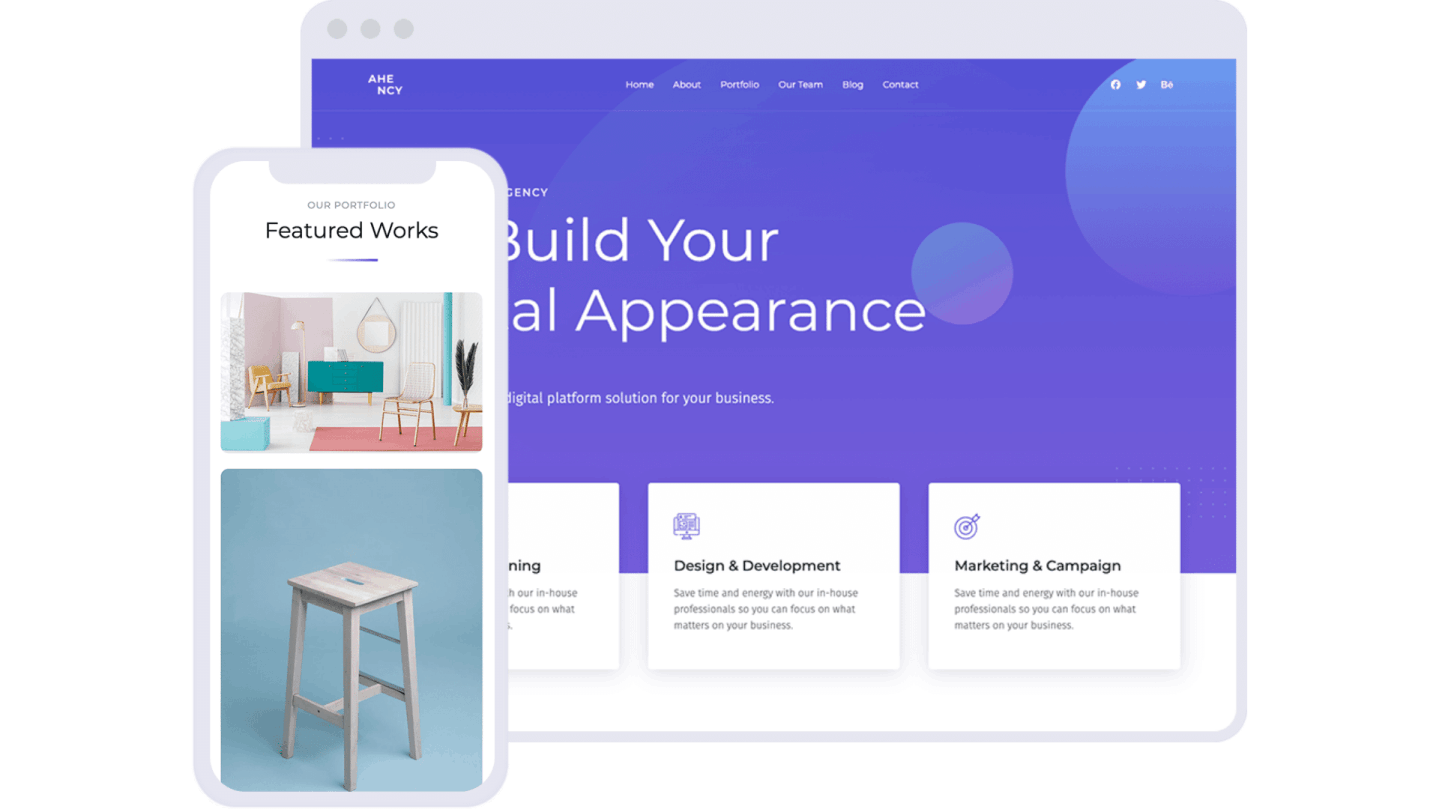 AHE
NCY
Home About Portfolio Our Team Blog Contact
Bē
GENCY
Build Your
al Appearance
digital platform solution for your business.
OUR PORTFOLIO
Featured Works
ning
h our in-house
focus on what
s.
Design & Development
Save time and energy with our in-house
professionals so you can focus on what
matters on your business.
Marketing & Campaign
Save time and energy with our in-house
professionals so you can focus on what
matters on your business.